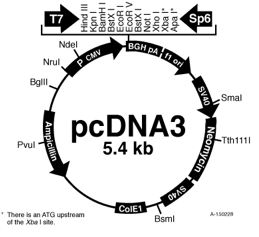 T7
Hind III
Kpn I
BamH I
BstX I
EcoR I
EcoR V
BstX I
Not I
Xho I
Xba I*
Apa I*
Sp6
P CMV
BGH pA
f1 ori
NdeI
NruI
BglII
PvuI
SV40
SmaI
Neomycin
Tth111I
SV40
BsmI
ColE1
Ampicillin
pcDNA3
5.4 kb
* There is an ATG upstream
of the Xba I site.
A-150228